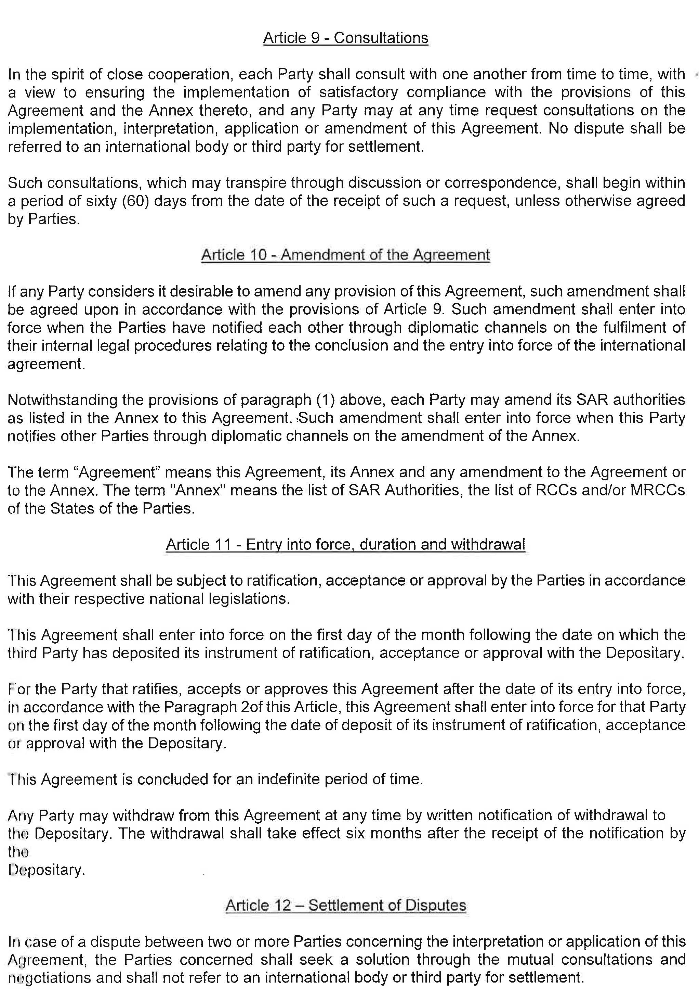 Article 9 - Consultations
In the spirit of close cooperation, each Party shall consult with one another from time to time, with
a view to ensuring the implementation of satisfactory compliance with the provisions of this
Agreement and the Annex thereto, and any Party may at any time request consultations on the
implementation, interpretation, application or amendment of this Agreement. No dispute shall be
referred to an international body or third party for settlement.
Such consultations, which may transpire through discussion or correspondence, shall begin within
a period of sixty (60) days from the date of the receipt of such a request, unless otherwise agreed
by Parties.
Article 10 - Amendment of the Agreement
If any Party considers it desirable to amend any provision of this Agreement, such amendment shall
be agreed upon in accordance with the provisions of Article 9. Such amendment shall enter into
force when the Parties have notified each other through diplomatic channels on the fulfilment of
their internal legal procedures relating to the conclusion and the entry into force of the international
agreement.
Notwithstanding the provisions of paragraph (1) above, each Party may amend its SAR authorities
as listed in the Annex to this Agreement. Such amendment shall enter into force when this Party
notifies other Parties through diplomatic channels on the amendment of the Annex.
The term “Agreement” means this Agreement, its Annex and any amendment to the Agreement or
to the Annex. The term "Annex" means the list of SAR Authorities, the list of RCCs and/or MRCCs
of the States of the Parties.
Article 11 - Entry into force, duration and withdrawal
This Agreement shall be subject to ratification, acceptance or approval by the Parties in accordance
with their respective national legislations.
This Agreement shall enter into force on the first day of the month following the date on which the
third Party has deposited its instrument of ratification, acceptance or approval with the Depositary.
For the Party that ratifies, accepts or approves this Agreement after the date of its entry into force,
in accordance with the Paragraph 2of this Article, this Agreement shall enter into force for that Party
on the first day of the month following the date of deposit of its instrument of ratification, acceptance
or approval with the Depositary.
This Agreement is concluded for an indefinite period of time.
Any Party may withdraw from this Agreement at any time by written notification of withdrawal to
the Depositary. The withdrawal shall take effect six months after the receipt of the notification by
the
Depositary.
Article 12 – Settlement of Disputes
In case of a dispute between two or more Parties concerning the interpretation or application of this
Agreement, the Parties concerned shall seek a solution through the mutual consultations and
negotiations and shall not refer to an international body or third party for settlement.